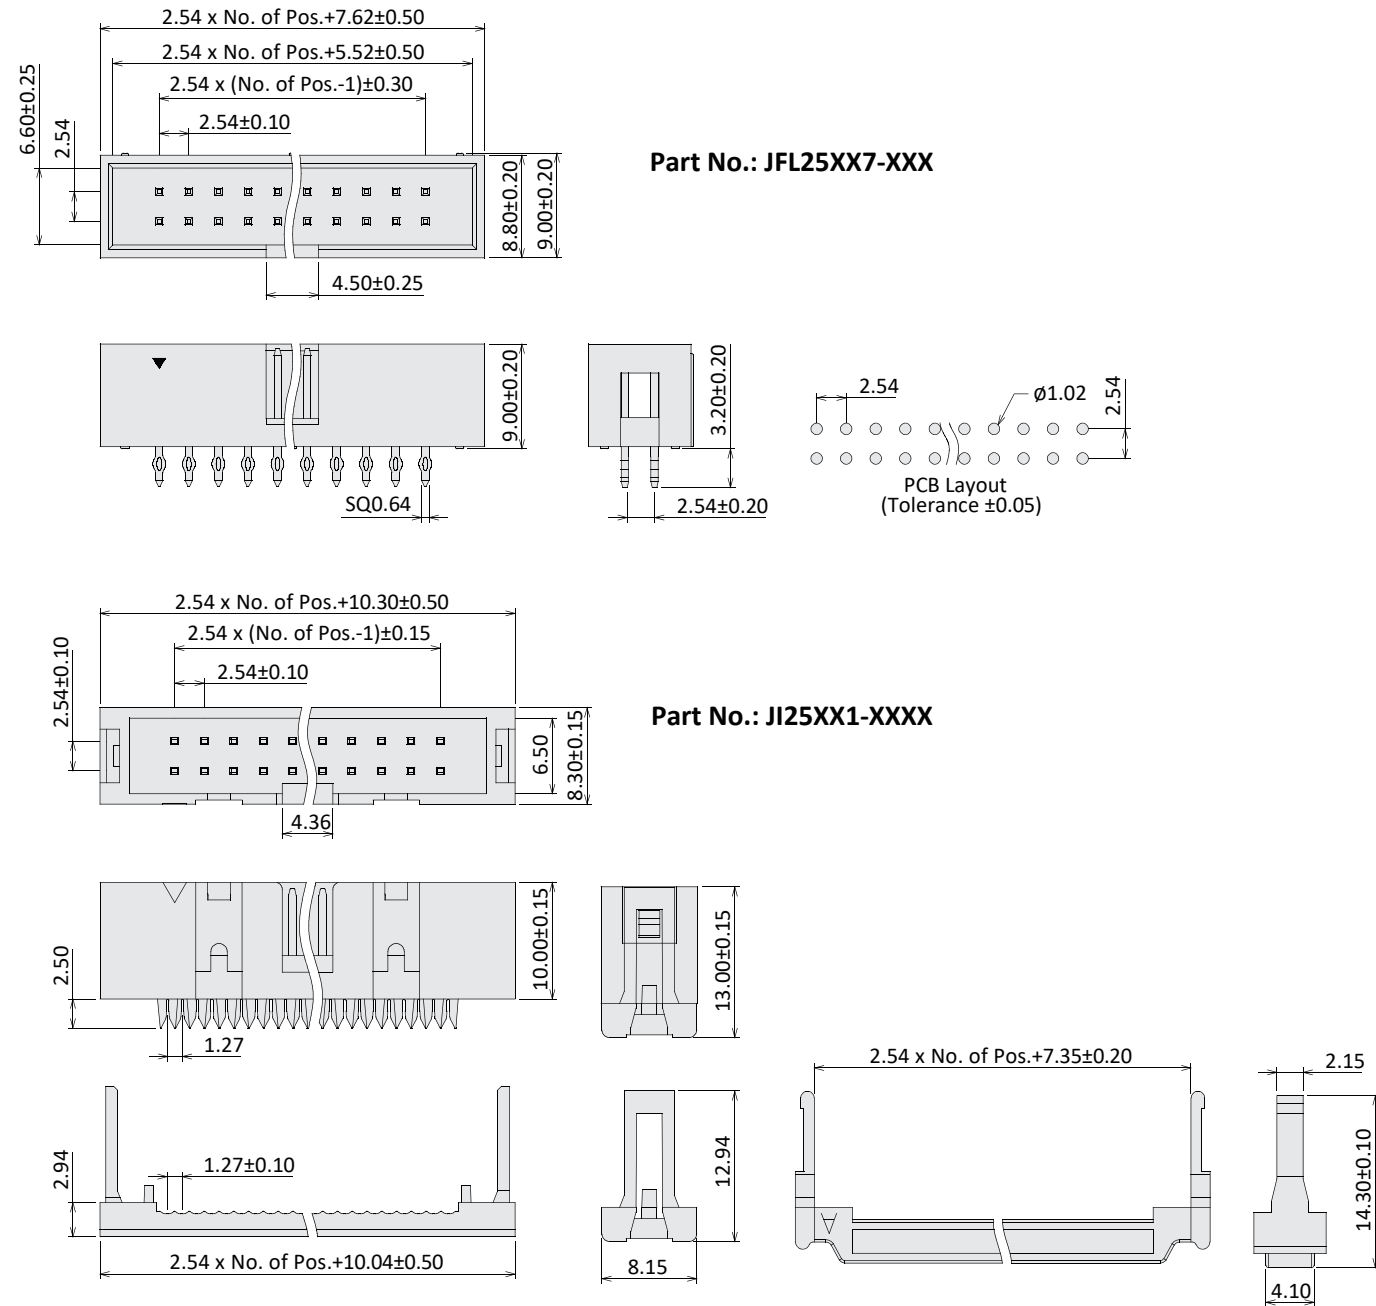 2.54 x No. of Pos.+7.62±0.50
2.54 x No. of Pos.+5.52±0.50
2.54 x (No. of Pos.-1)±0.30
2.54±0.10
6.60±0.25
2.54
8.80±0.20
9.00±0.20
4.50±0.25
Part No.: JFL25XX7-XXX
9.00±0.20
SQ0.64
3.20±0.20
2.54±0.20
2.54
ø1.02
2.54
PCB Layout
(Tolerance ±0.05)
2.54 x No. of Pos.+10.30±0.50
2.54 x (No. of Pos.-1)±0.15
2.54±0.10
2.54±0.10
6.50
8.30±0.15
4.36
Part No.: JI25XX1-XXXX
2.50
10.00±0.15
1.27
13.00±0.15
2.94
1.27±0.10
2.54 x No. of Pos.+10.04±0.50
12.94
8.15
2.54 x No. of Pos.+7.35±0.20
2.15
14.30±0.10
4.10